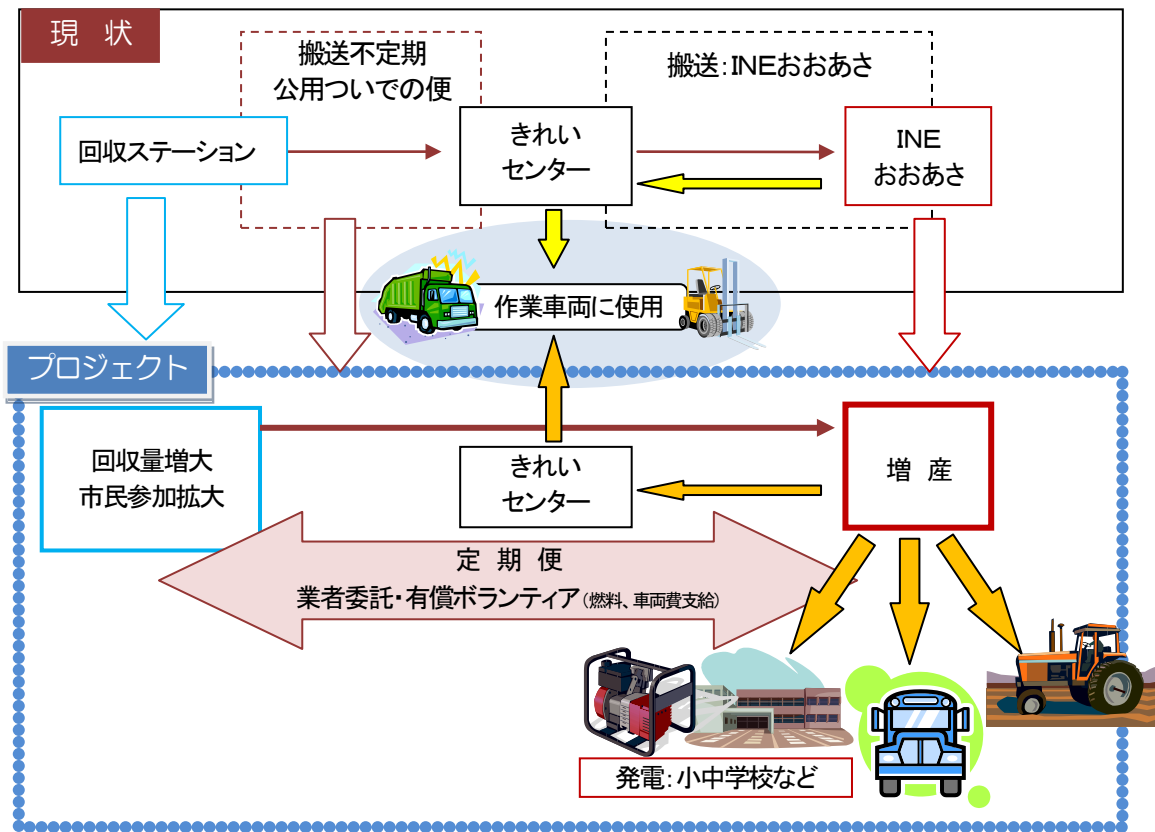 現 状
搬送不定期
公用ついでの便
搬送:INEおおあさ
回収ステーション
きれい
センター
INE
おおあさ
作業車両に使用
プロジェクト
回収量増大
市民参加拡大
きれい
センター
増 産
定 期 便
業者委託・有償ボランティア(燃料、車両費支給)
発電:小中学校など